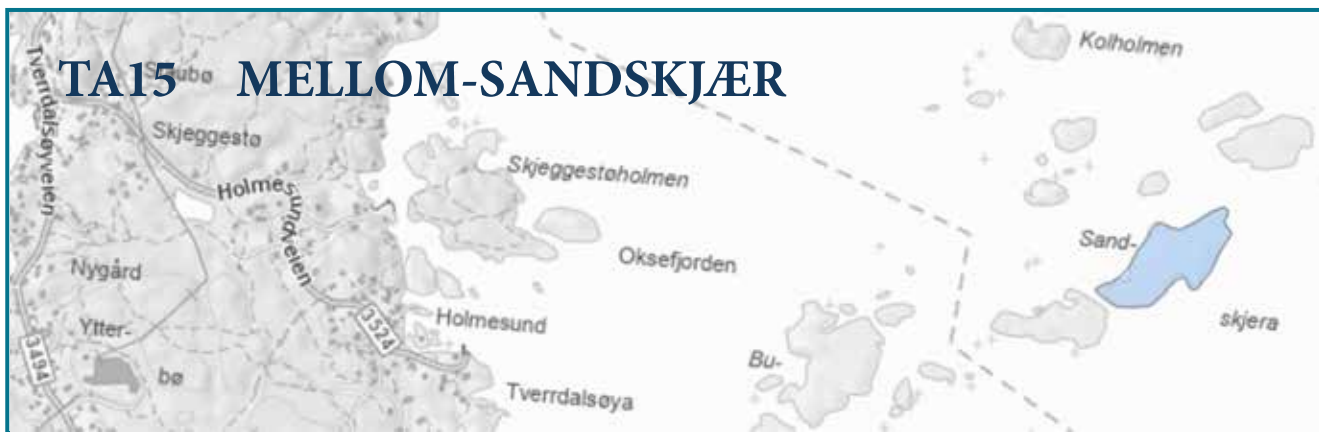 TA15 MELLOM-SANDSKJÆR
Kolholmen
Staubø
Tverrdalsøyveien
Skjeggestø
Skjeggestøholmen
Holmesundveien
Sand-
Oksefjorden
Nygård
Holmesund
skjera
3524
Ytter-
bø
3494
Bu-
Tverrdalsøya